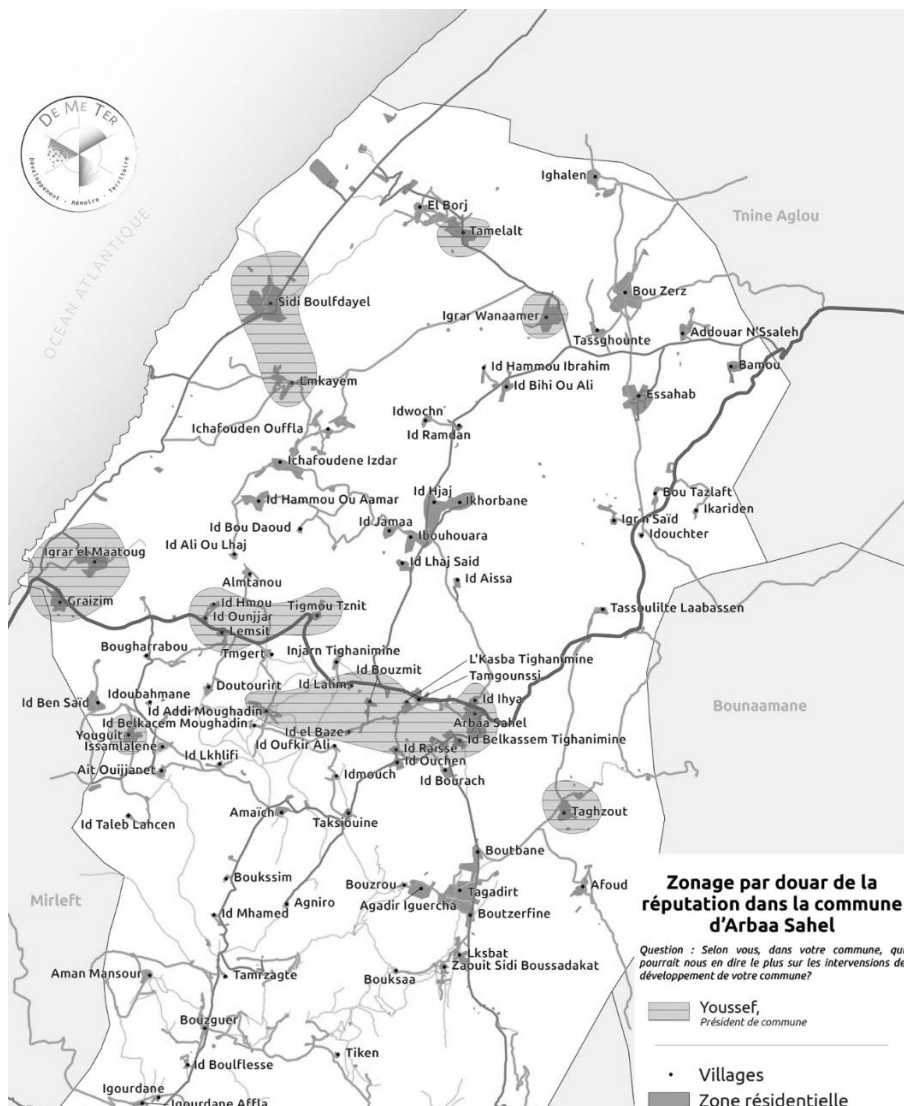 DE ME TER
Développement - Mémoire - Territoire
OCEAN ATLANTIQUE
Ighalen
El Borj
Tamelalt
Tnine Aglou
Sidi Boulfdayel
Bou Zerz
Igrar Wanaamer
Tassghounte
Addouar N'Ssaleh
Id Hammou Ibrahim
Bamou
Lmkayem
Id Bihi Ou Ali
Essahab
Idwochn
Ichafouden Ouffla
Id Ramdan
Ichafoudene Izdar
Id Hjaj
Ikhorbane
Bou Tazlaft
Id Hammou Ou Aamar
Ikariden
Id Bou Daoud
Id Jamaa
Igr n Saïd
Ibouhouara
Idouchter
Igrar el Maatoug
Id Ali Ou Lhaj
Id Lhaj Said
Almtanou
Id Aissa
Graizim
Id Hmou
Tigmou Tznit
Tassoulilte Laabassen
Id Ounjjar
Lemsit
Bougharrabou
Tmgert
Injarn Tighanimine
L'Kasba Tighanimine
Id Bouzmit
Tamgounssi
Doutourirt
Id Lalim
Id Ben Saïd
Idoubahmane
Id Ihya
Bounaamane
Id Addi Moughadin
Id Belkacem Moughadin
Arbaa Sahel
Youguit
Id el Baze
Issamlalene
Id Oufkir Ali
Id Raïsse
Id Belkassem Tighanimine
Id Lkhlifi
Id Ouchen
Ait Ouijjanet
Idmouch
Id Bourach
Id Taleb Lahcen
Amaïch
Taksiouine
Taghzout
Boutbane
Boukssim
Bouzrou
Tagadirt
Afoud
Mirleft
Agadir Iguercha
Agniro
Id Mhamed
Boutzerfine
Lksbat
Aman Mansour
Tamrzagte
Bouksaa
Zaouit Sidi Boussadakat
Bouzguer
Tiken
Id Boulflesse
Igourdane
Igourdane Affla
Zonage par douar de la
réputation dans la commune
d'Arbaa Sahel
Question : Selon vous, dans votre commune, qui
pourrait nous en dire le plus sur les intervensions de
développement de votre commune?
Youssef,
Président de commune
Villages
Zone résidentielle